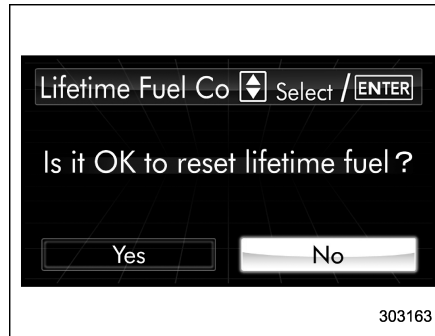 Lifetime Fuel Co Select / ENTER
Is it OK to reset lifetime fuel?
Yes No
303163